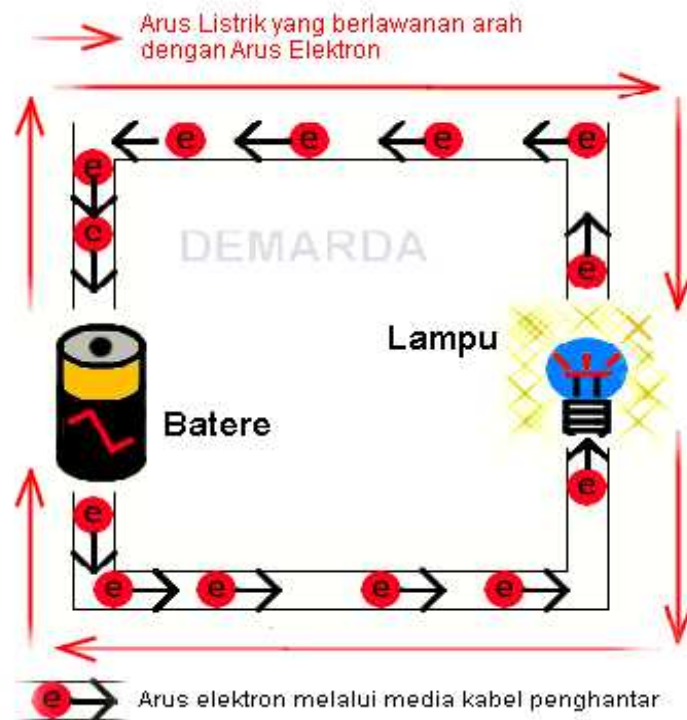 Arus Listrik yang berlawanan arah
dengan Arus Elektron
e e e e
e
e
e
DEMARDA
Lampu
Batere
e
e
e e e e
e Arus elektron melalui media kabel penghantar